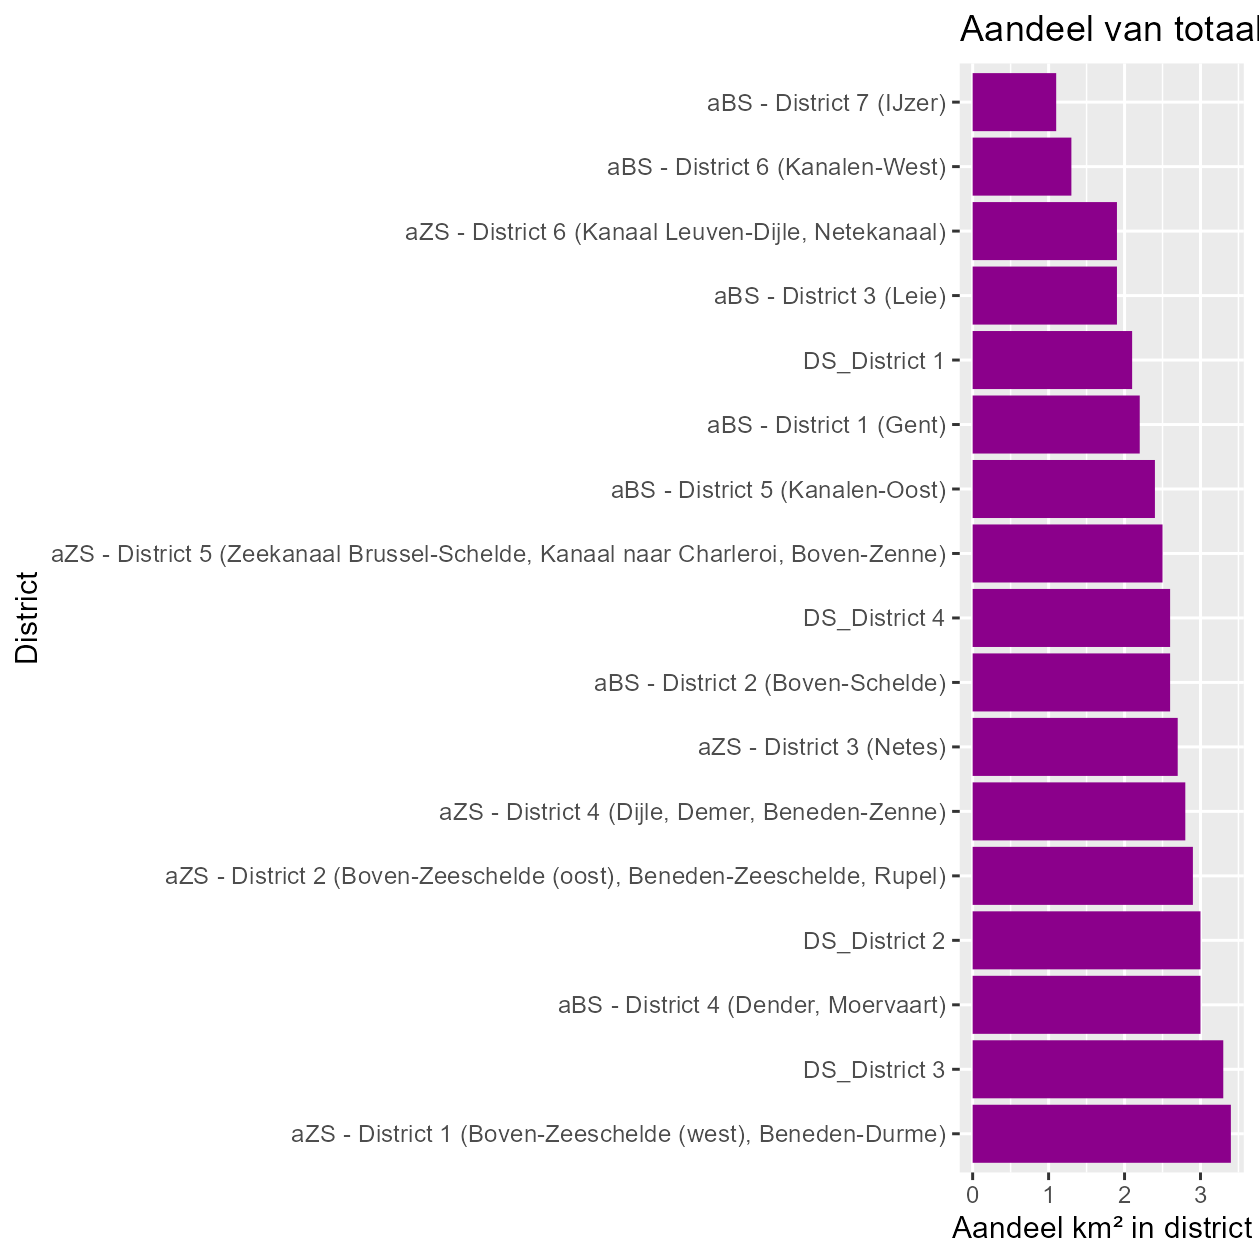 Aandeel van totaal
aBS - District 7 (IJzer)
aBS - District 6 (Kanalen-West)
aZS - District 6 (Kanaal Leuven-Dijle, Netekanaal)
aBS - District 3 (Leie)
DS_District 1
aBS - District 1 (Gent)
aBS - District 5 (Kanalen-Oost)
aZS - District 5 (Zeekanaal Brussel-Schelde, Kanaal naar Charleroi, Boven-Zenne)
DS_District 4
aBS - District 2 (Boven-Schelde)
aZS - District 3 (Netes)
aZS - District 4 (Dijle, Demer, Beneden-Zenne)
aZS - District 2 (Boven-Zeeschelde (oost), Beneden-Zeeschelde, Rupel)
DS_District 2
aBS - District 4 (Dender, Moervaart)
DS_District 3
aZS - District 1 (Boven-Zeeschelde (west), Beneden-Durme)
District
0 1 2 3
Aandeel km² in district